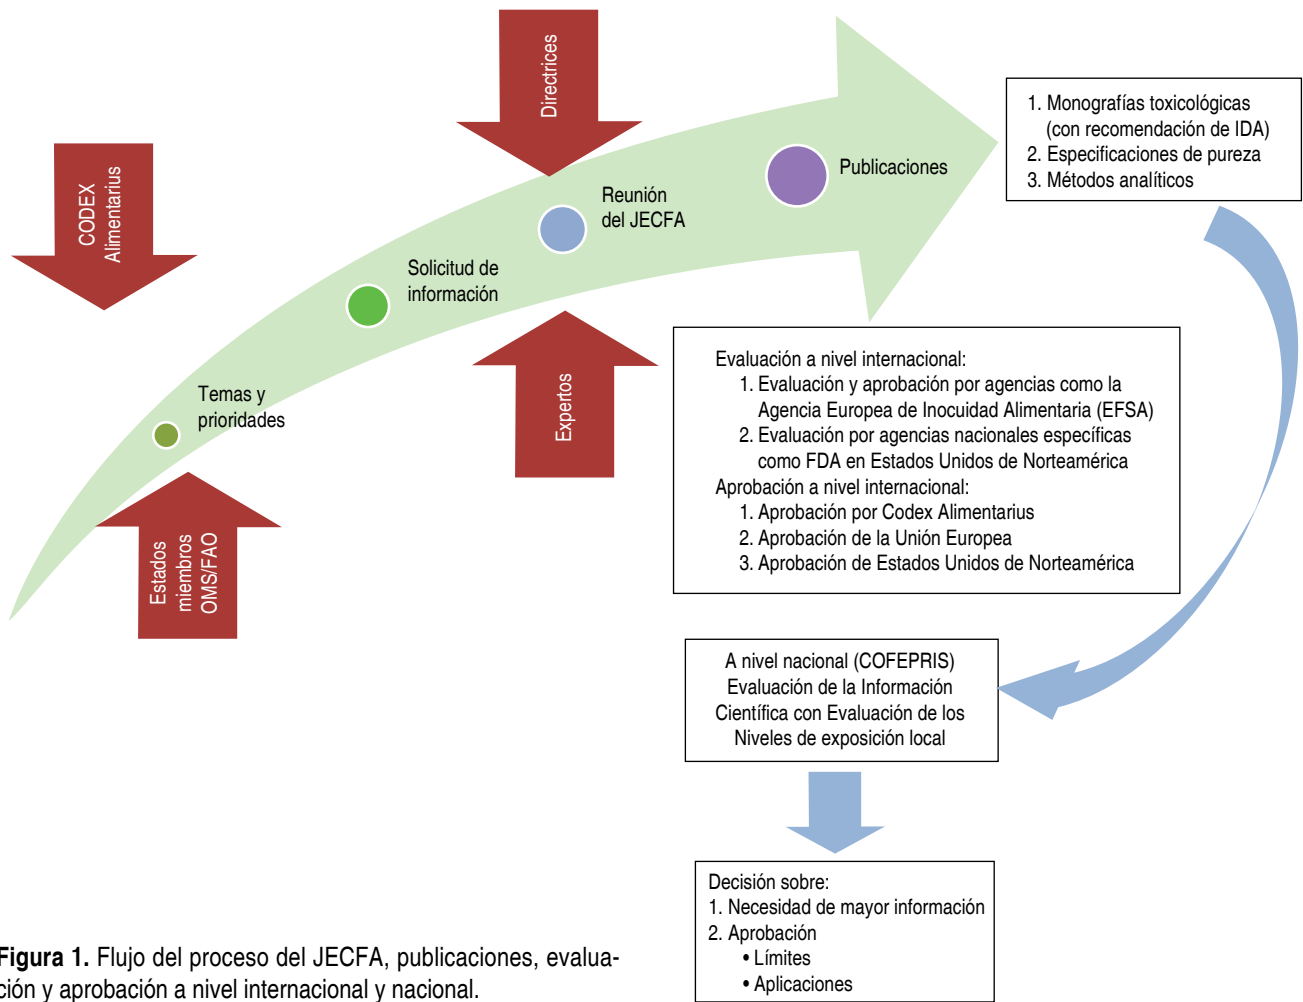 CODEX
Alimentarius
Directrices
Temas y
prioridades
Estados
miembros
OMS/FAO
Solicitud de
información
Reunión
del JECFA
Expertos
Publicaciones
1. Monografías toxicológicas
(con recomendación de IDA)
2. Especificaciones de pureza
3. Métodos analíticos
Evaluación a nivel internacional:
1. Evaluación y aprobación por agencias como la
Agencia Europea de Inocuidad Alimentaria (EFSA)
2. Evaluación por agencias nacionales específicas
como FDA en Estados Unidos de Norteamérica
Aprobación a nivel internacional:
1. Aprobación por Codex Alimentarius
2. Aprobación de la Unión Europea
3. Aprobación de Estados Unidos de Norteamérica
A nivel nacional (COFEPRIS)
Evaluación de la Información
Científica con Evaluación de los
Niveles de exposición local
Decisión sobre:
1. Necesidad de mayor información
2. Aprobación
• Límites
• Aplicaciones
Figura 1. Flujo del proceso del JECFA, publicaciones, evalua-
ción y aprobación a nivel internacional y nacional.